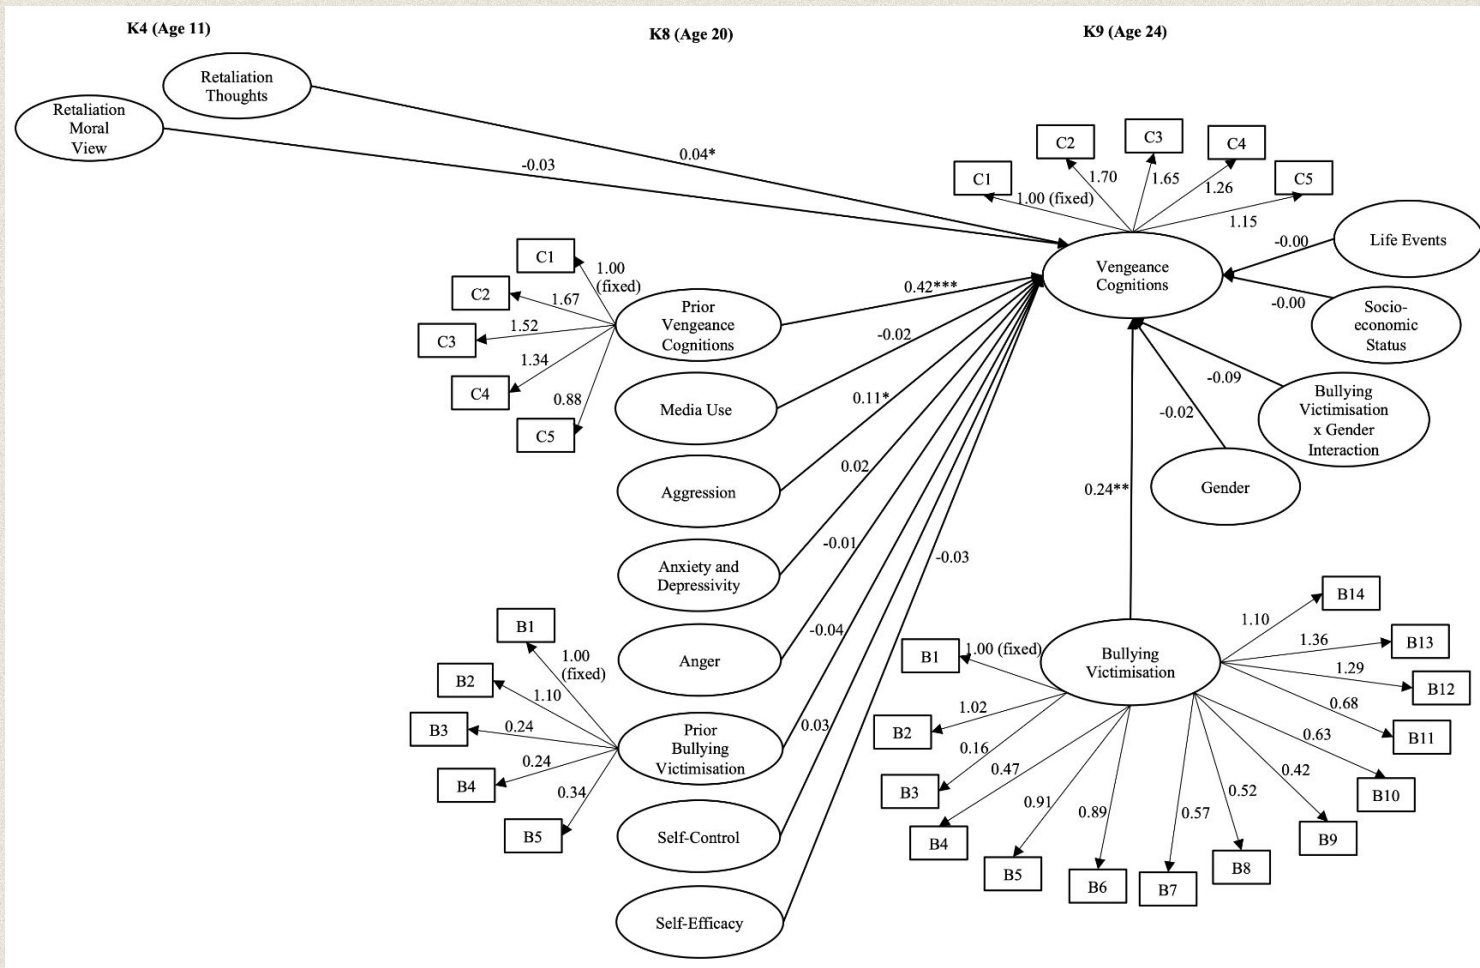 K4 (Age 11)
K8 (Age 20)
K9 (Age 24)
Retaliation
Thoughts
Retaliation
Moral
View
0.04*
-0.03
C1
C2
C3
C4
C5
1.00 (fixed)
1.70
1.65
1.26
1.15
Vengeance
Cognitions
Life Events
-0.00
Socio-
economic
Status
-0.00
Bullying
Victimisation
x Gender
Interaction
-0.09
Gender
-0.02
C1
C2
C3
C4
C5
1.00
(fixed)
1.67
1.52
1.34
0.88
Prior
Vengeance
Cognitions
0.42***
Media Use
-0.02
Aggression
0.11*
Anxiety and
Depressivity
0.02
Anger
-0.01
B1
B2
B3
B4
B5
1.00
(fixed)
1.10
0.24
0.24
0.34
Prior
Bullying
Victimisation
-0.04
Self-Control
0.03
Self-Efficacy
-0.03
0.24**
Bullying
Victimisation
B1
B2
B3
B4
B5
B6
B7
B8
B9
B10
B11
B12
B13
B14
1.00 (fixed)
1.02
0.16
0.47
0.91
0.89
0.57
0.52
0.42
0.63
0.68
1.29
1.36
1.10